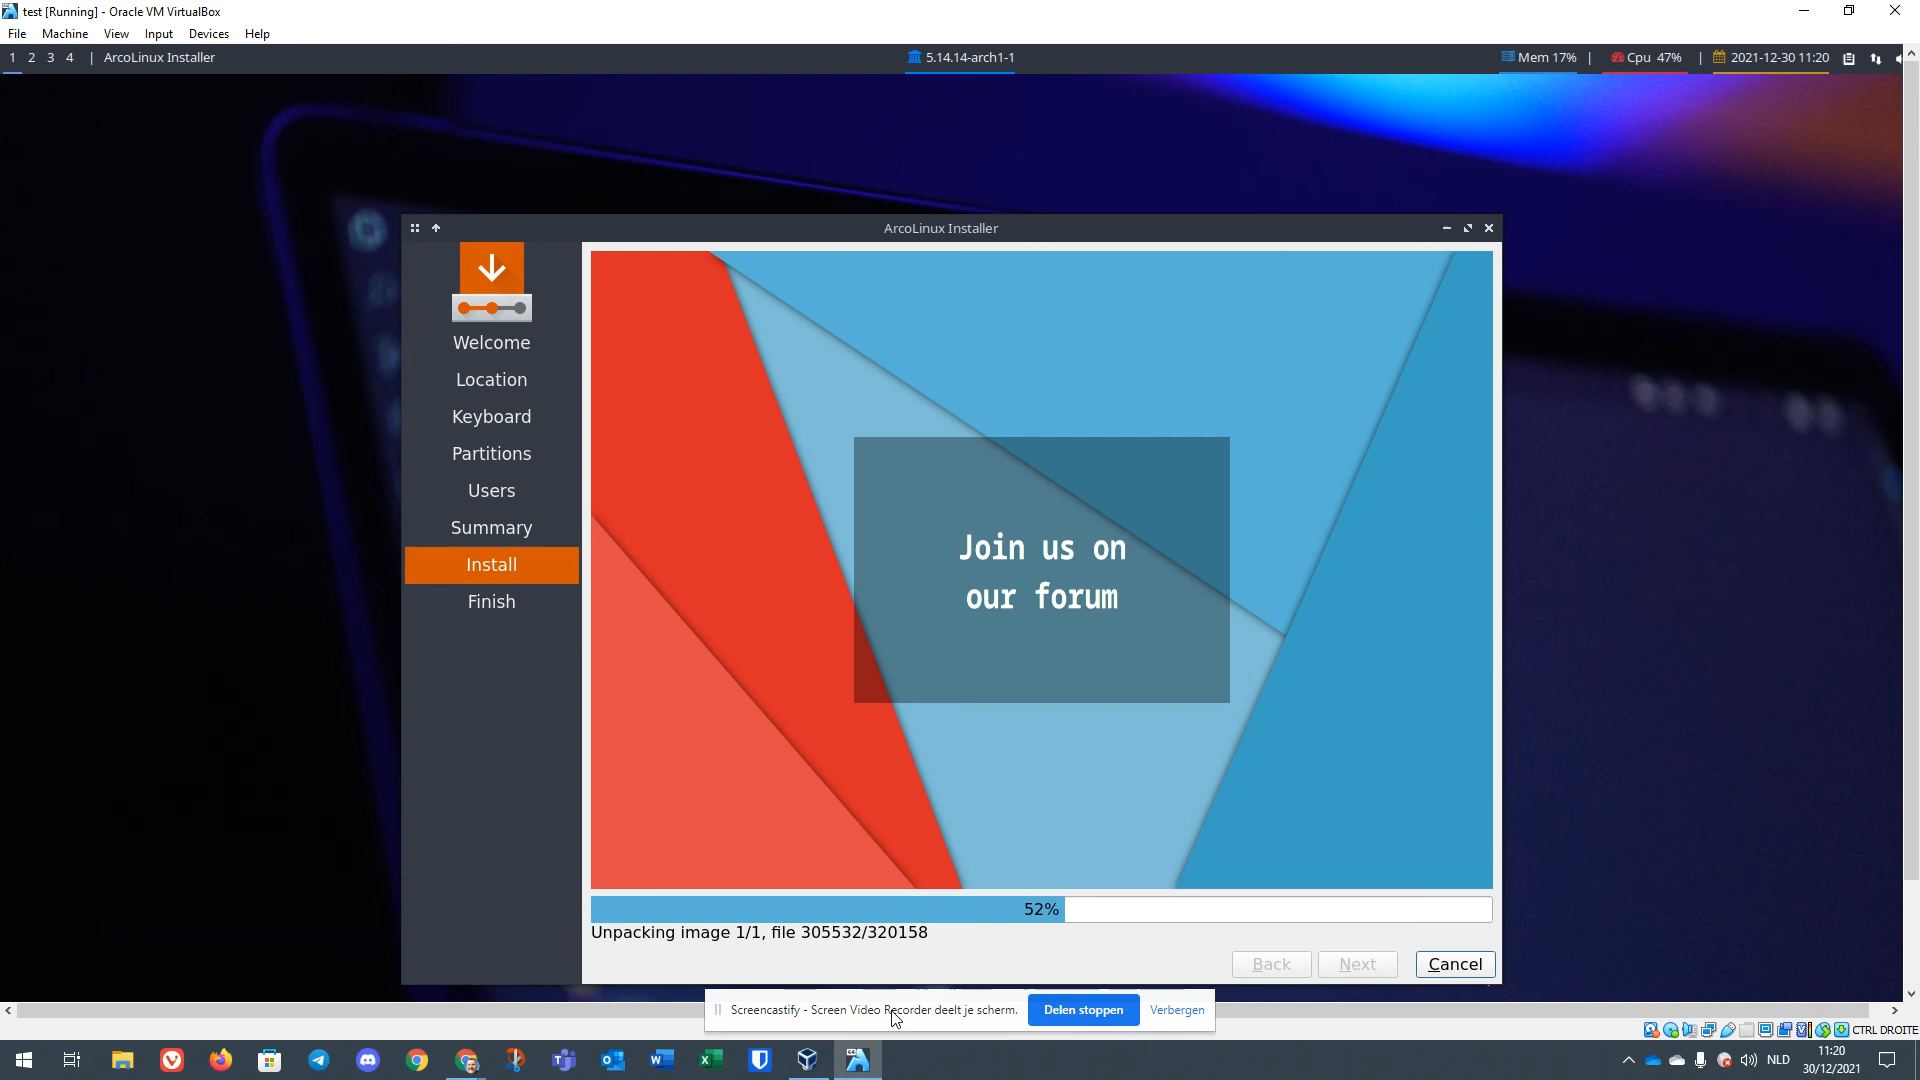 test [Running] - Oracle VM VirtualBox
File Machine View Input Devices Help
1 2 3 4 | ArcoLinux Installer
5.14.14-arch1-1
Mem 17% | Cpu 47% | 2021-12-30 11:20
ArcoLinux Installer
Welcome
Location
Keyboard
Partitions
Users
Summary
Install
Finish
Join us on
our forum
52%
Unpacking image 1/1, file 305532/320158
Back Next Cancel
Screencastify - Screen Video Recorder deelt je scherm. Delen stoppen Verbergen
CTRL DROITE
NLD
11:20
30/12/2021